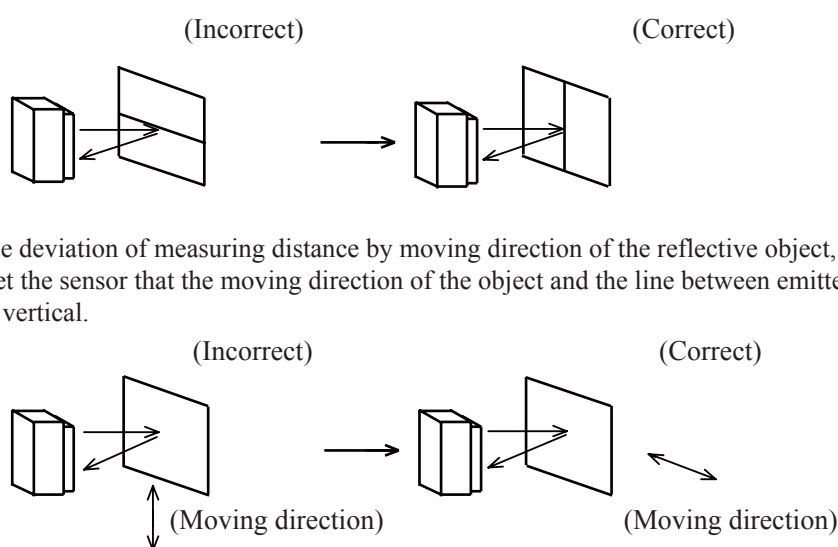 (Incorrect) (Correct)
e deviation of measuring distance by moving direction of the reflective object,
et the sensor that the moving direction of the object and the line between emitte
vertical.
(Incorrect) (Correct)
(Moving direction) (Moving direction)